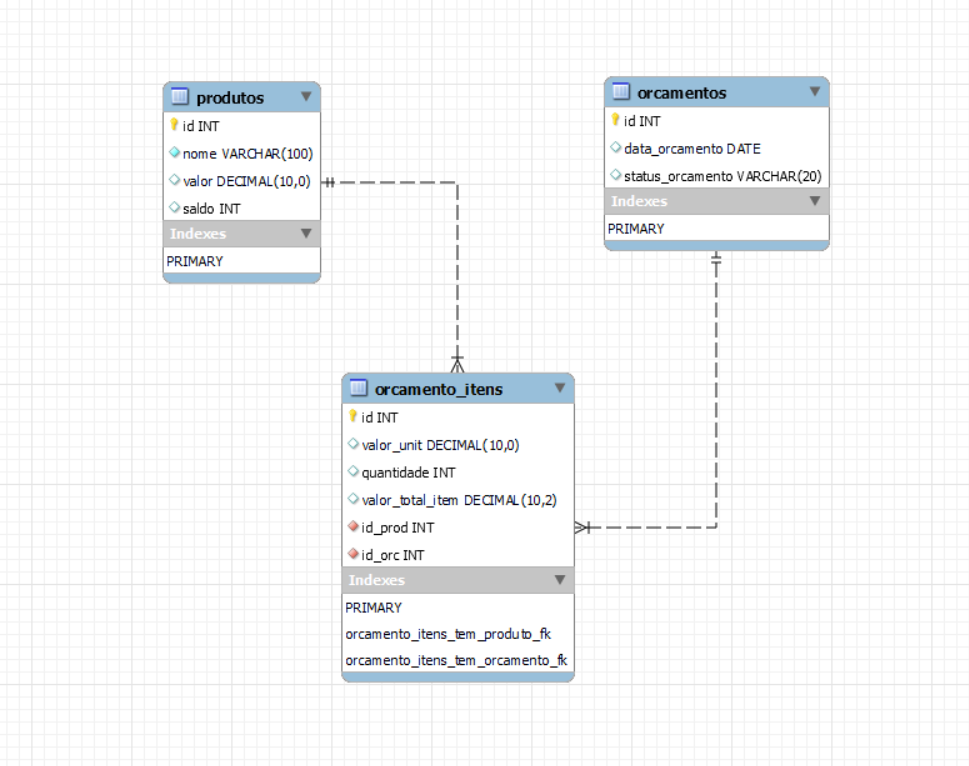 produtos
id INT
nome VARCHAR(100)
valor DECIMAL(10,0)
saldo INT
Indexes
PRIMARY
orcamentos
id INT
data_orcamento DATE
status_orcamento VARCHAR(20)
Indexes
PRIMARY
orcamento_itens
id INT
valor_unit DECIMAL(10,0)
quantidade INT
valor_total_item DECIMAL(10,2)
id_prod INT
id_orc INT
Indexes
PRIMARY
orcamento_itens_tem_produto_fk
orcamento_itens_tem_orcamento_fk